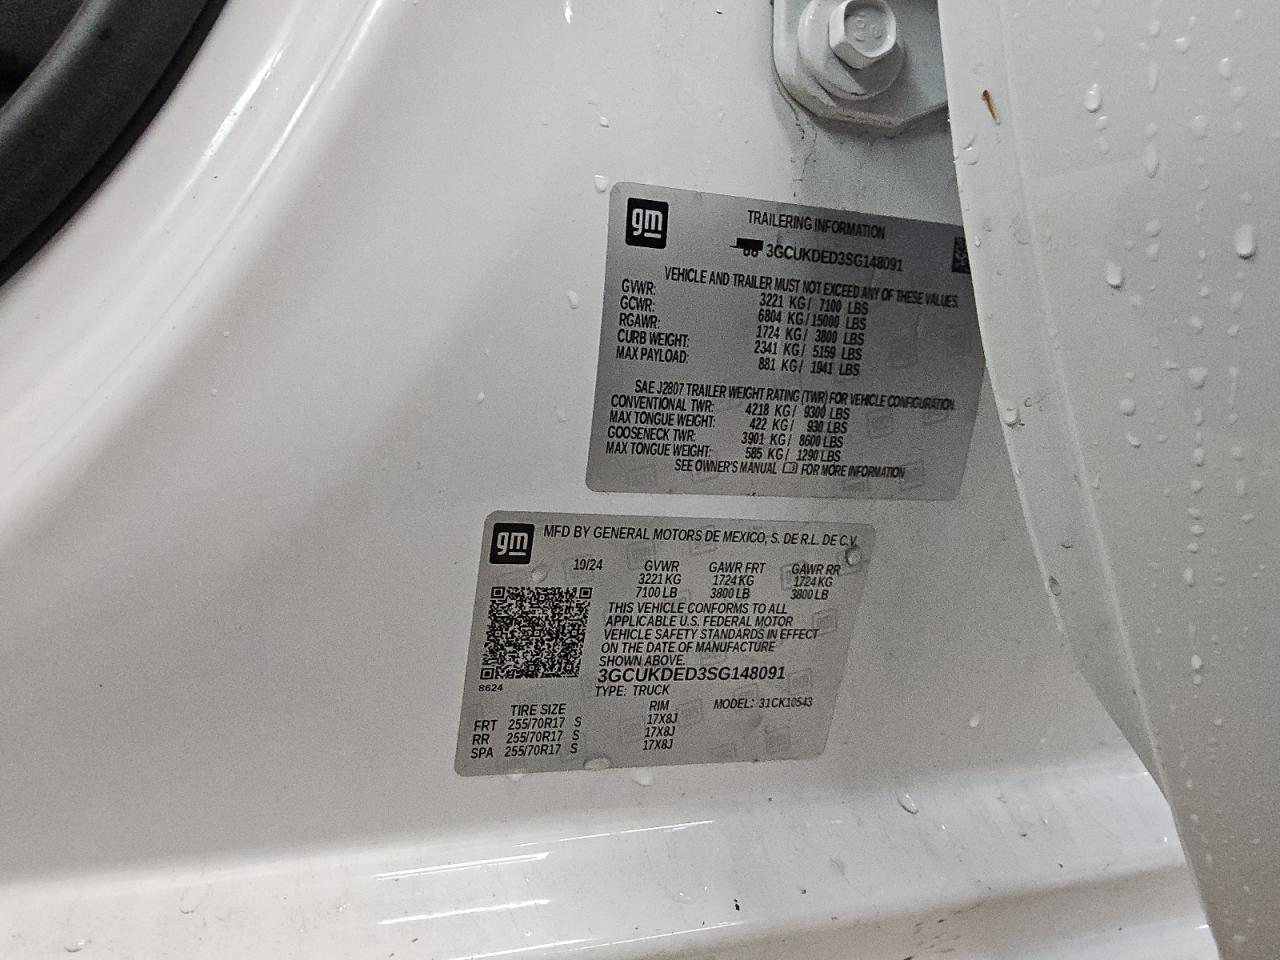 gm
TRAILERING INFORMATION
3GCUKDED3SG148091
VEHICLE AND TRAILER MUST NOT EXCEED ANY OF THESE VALUES.
GVWR: 3221 KG/ 7100 LBS
GCWR: 6804 KG/ 15000 LBS
RGAWR: 1724 KG/ 3800 LBS
CURB WEIGHT: 2341 KG/ 5159 LBS
MAX PAYLOAD: 881 KG/ 1941 LBS
SAE J2807 TRAILER WEIGHT RATING (TWR) FOR VEHICLE CONFIGURATION.
CONVENTIONAL TWR: 4218 KG/ 9300 LBS
MAX TONGUE WEIGHT: 422 KG/ 930 LBS
GOOSENECK TWR: 3901 KG/ 8600 LBS
MAX TONGUE WEIGHT: 585 KG/ 1290 LBS
SEE OWNER'S MANUAL FOR MORE INFORMATION
gm MFD BY GENERAL MOTORS DE MEXICO, S. DE R.L. DE C.V.
10/24 GVWR GAWR FRT GAWR RR
3221 KG 1724 KG 1724 KG
7100 LB 3800 LB 3800 LB
THIS VEHICLE CONFORMS TO ALL
APPLICABLE U.S. FEDERAL MOTOR
VEHICLE SAFETY STANDARDS IN EFFECT
ON THE DATE OF MANUFACTURE
SHOWN ABOVE.
3GCUKDED3SG148091
8624
TYPE: TRUCK
TIRE SIZE RIM MODEL: 31CK10543
FRT 255/70R17 S 17X8J
RR 255/70R17 S 17X8J
SPA 255/70R17 S 17X8J